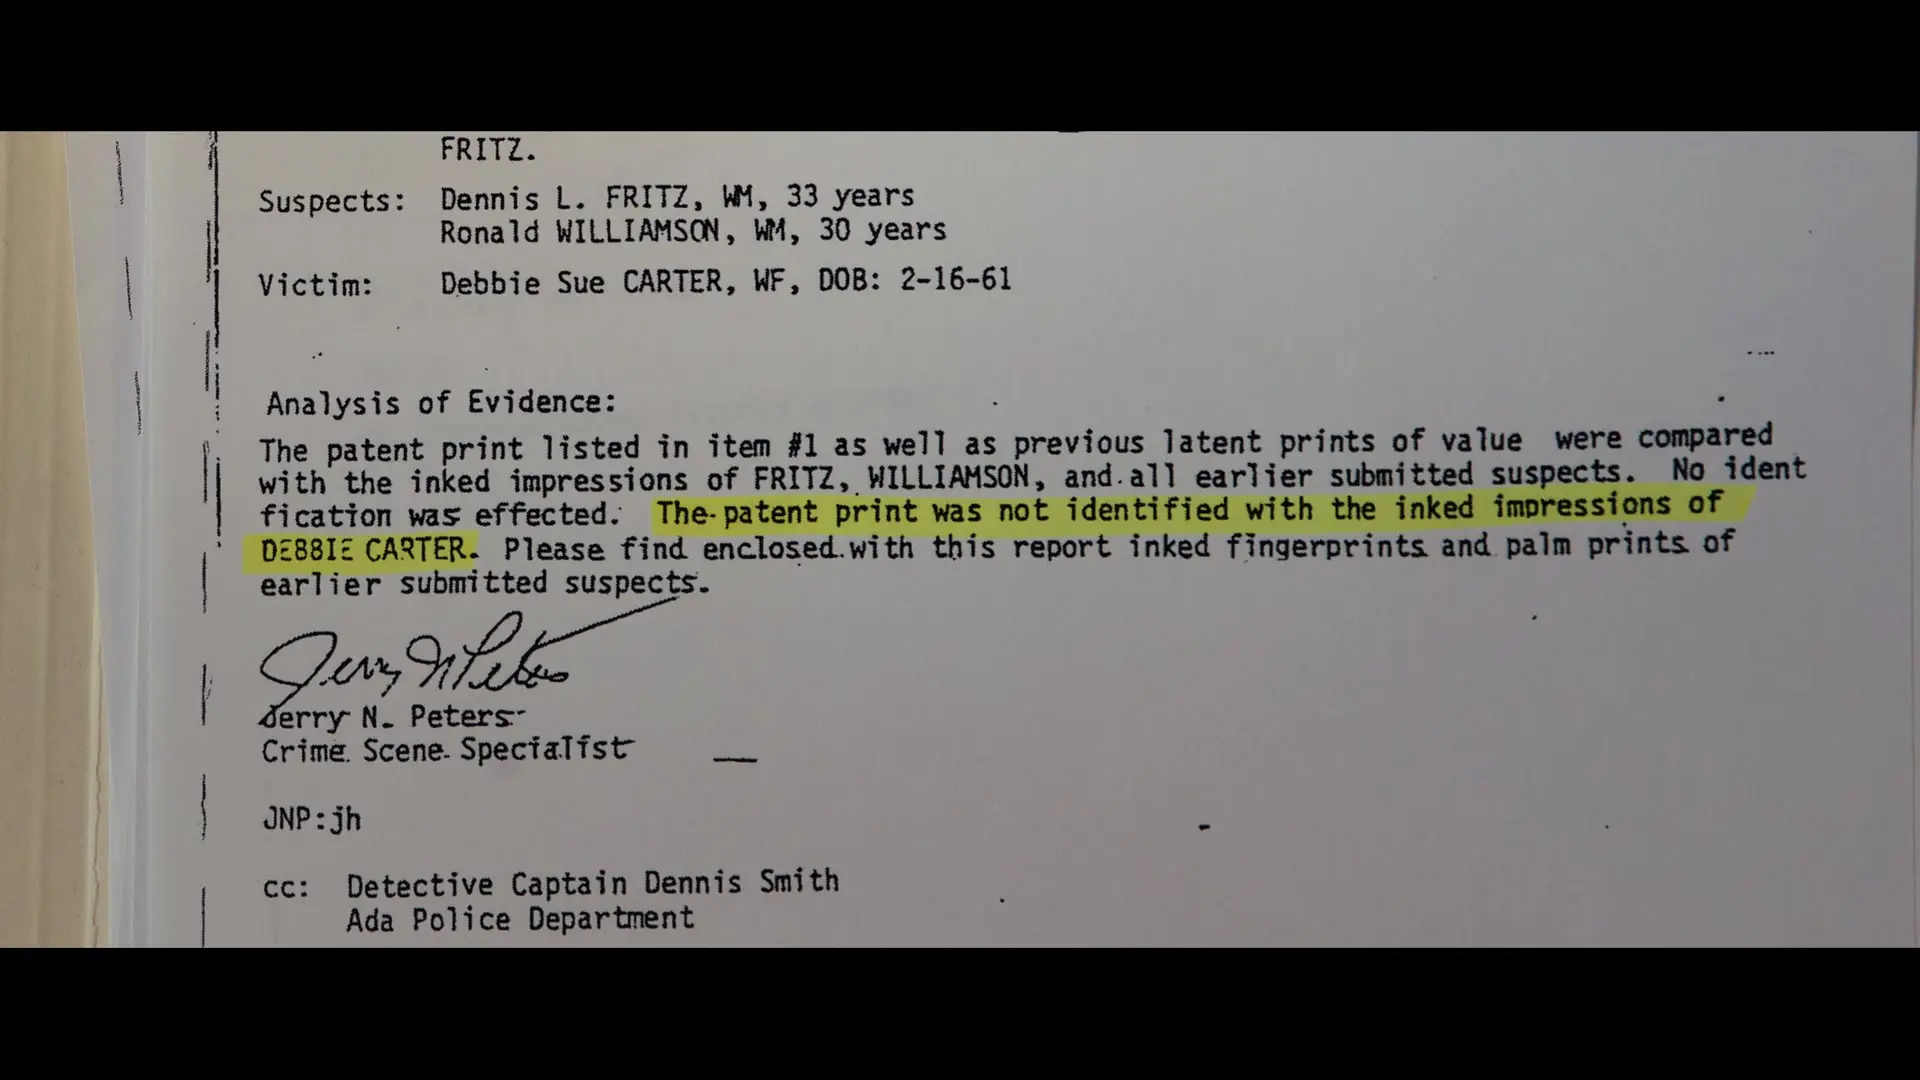 FRITZ.
Suspects: Dennis L. FRITZ, WM, 33 years
Ronald WILLIAMSON, WM, 30 years
Victim: Debbie Sue CARTER, WF, DOB: 2-16-61
Analysis of Evidence:
The patent print listed in item #1 as well as previous latent prints of value were compared
with the inked impressions of FRITZ, WILLIAMSON, and all earlier submitted suspects. No ident
fication was effected. The patent print was not identified with the inked impressions of
DEBBIE CARTER. Please find enclosed with this report inked fingerprints and palm prints of
earlier submitted suspects.
Jerry N Peters
Jerry N. Peters
Crime Scene Specialist
JNP:jh
cc: Detective Captain Dennis Smith
Ada Police Department